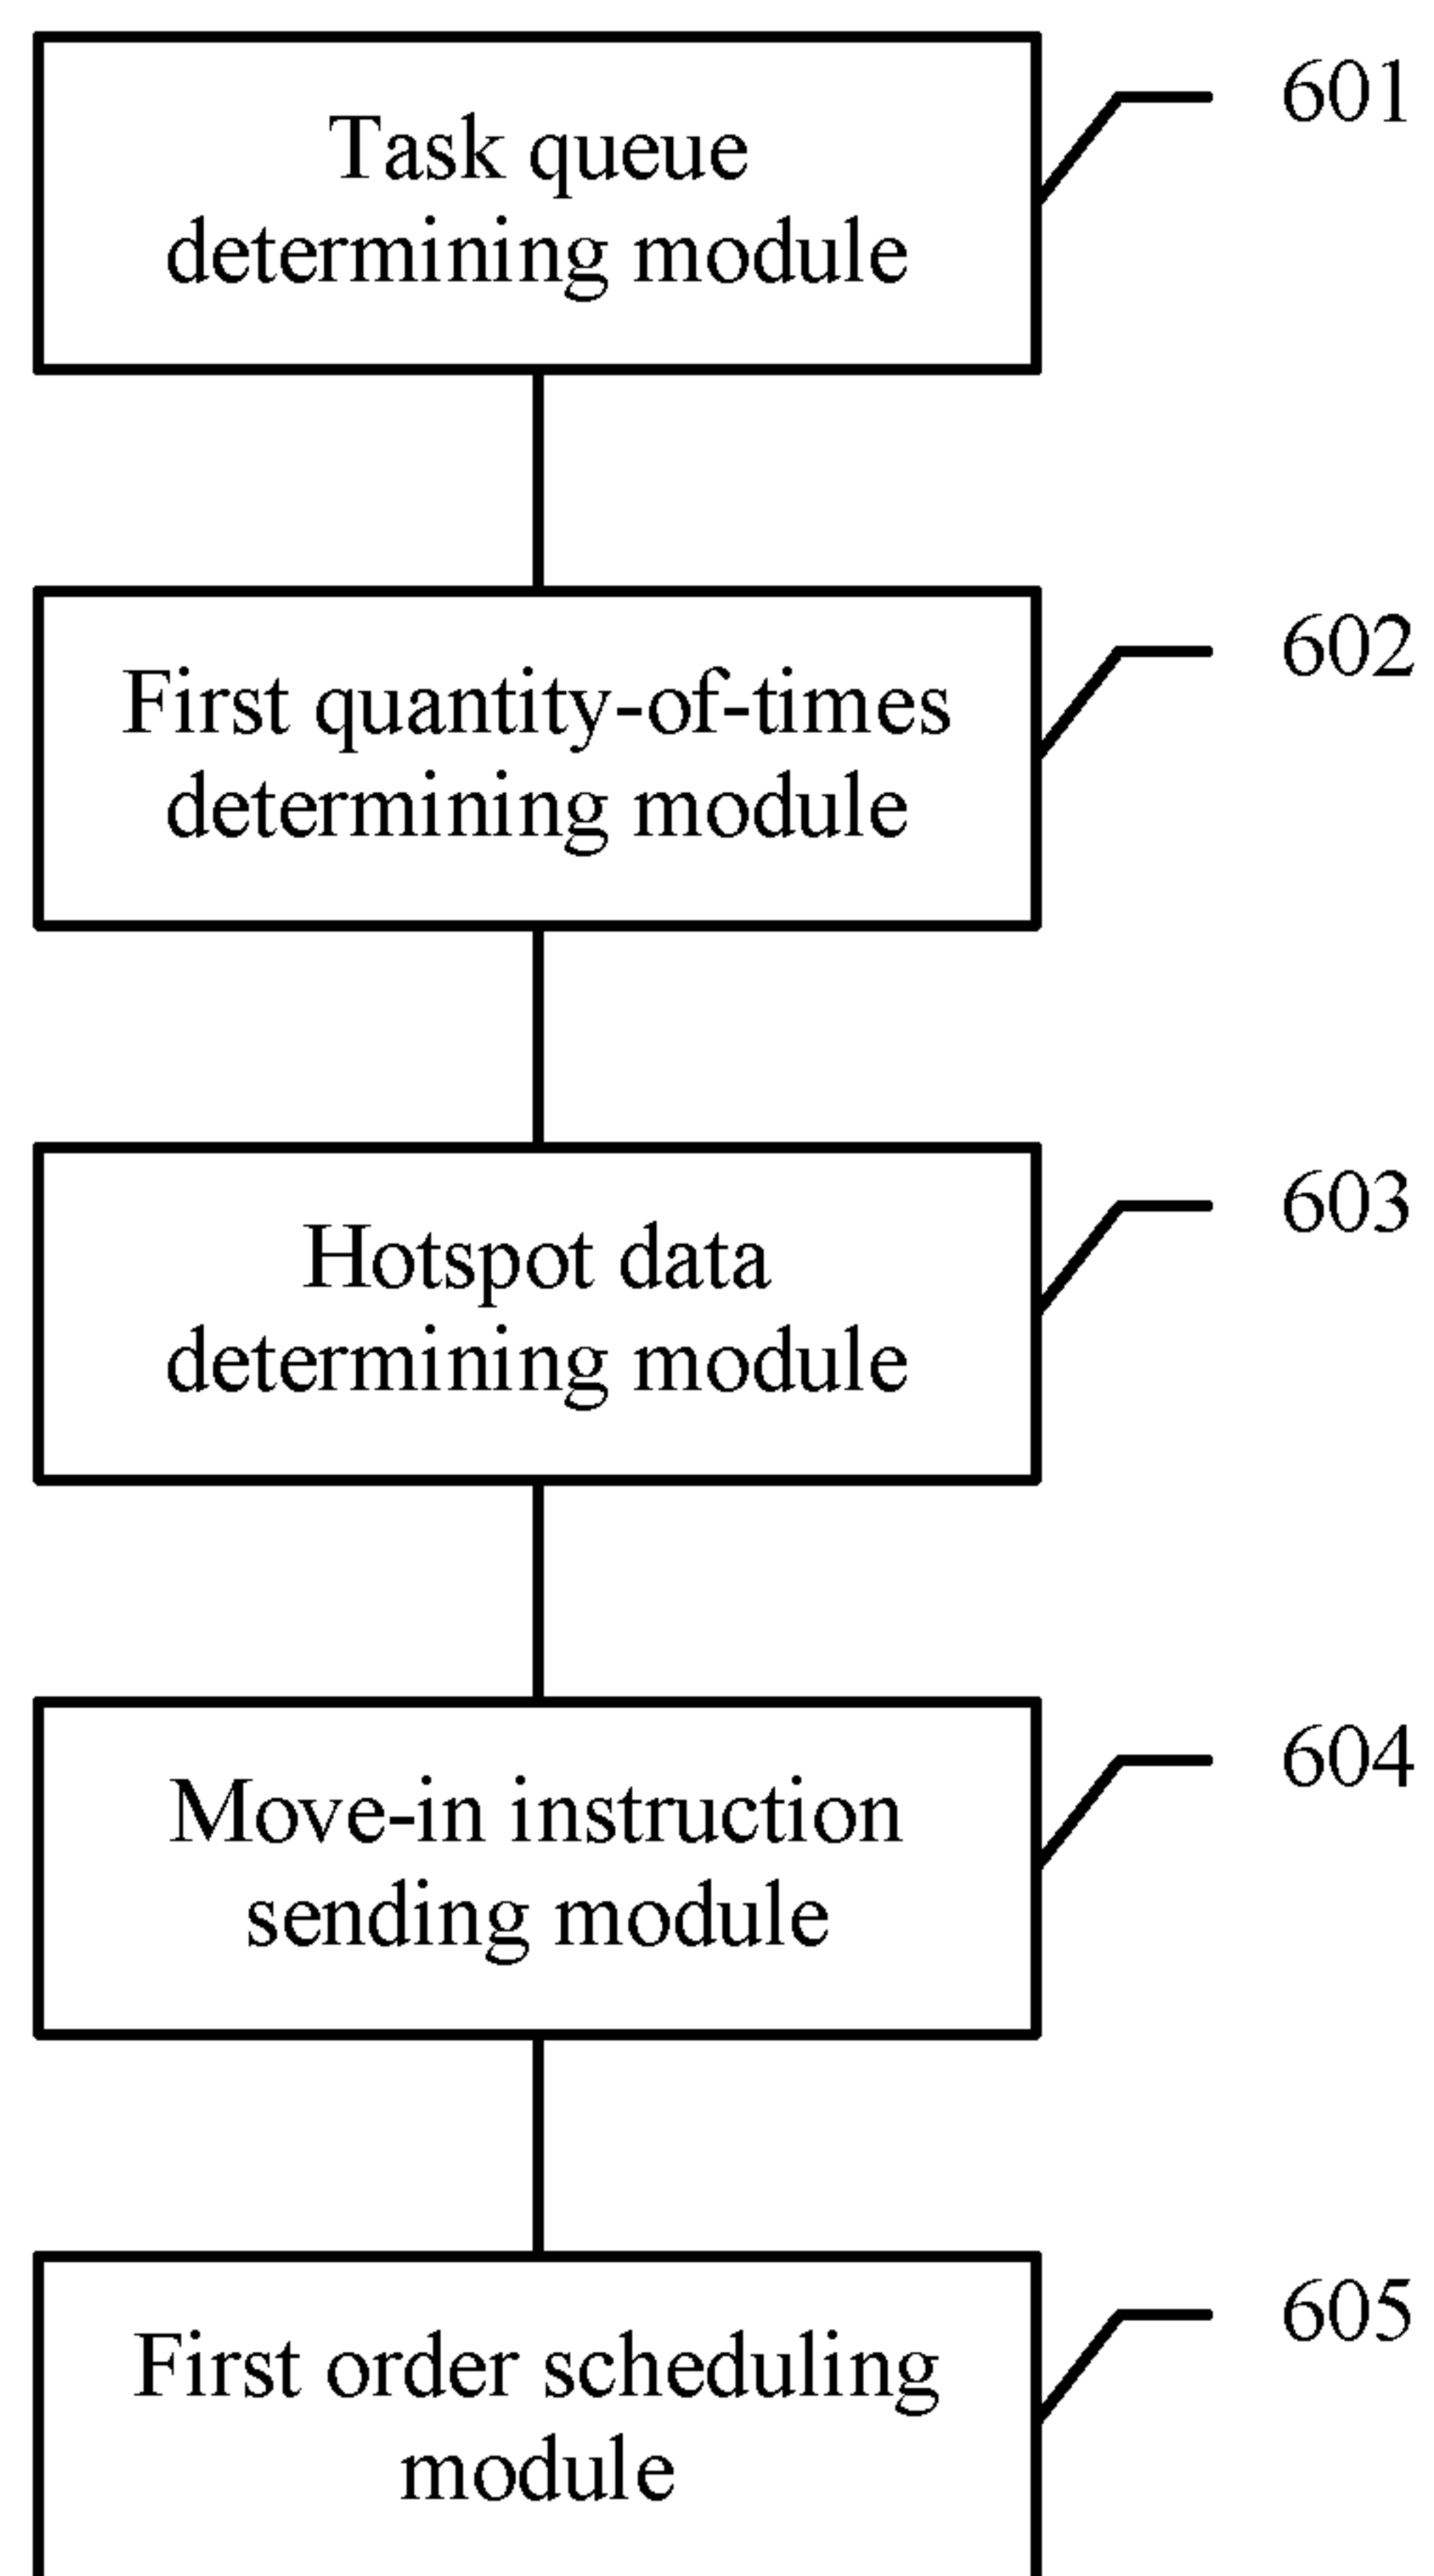 Task queue
determining module
601
First quantity-of-times
determining module
602
Hotspot data
determining module
603
Move-in instruction
sending module
604
First order scheduling
module
605